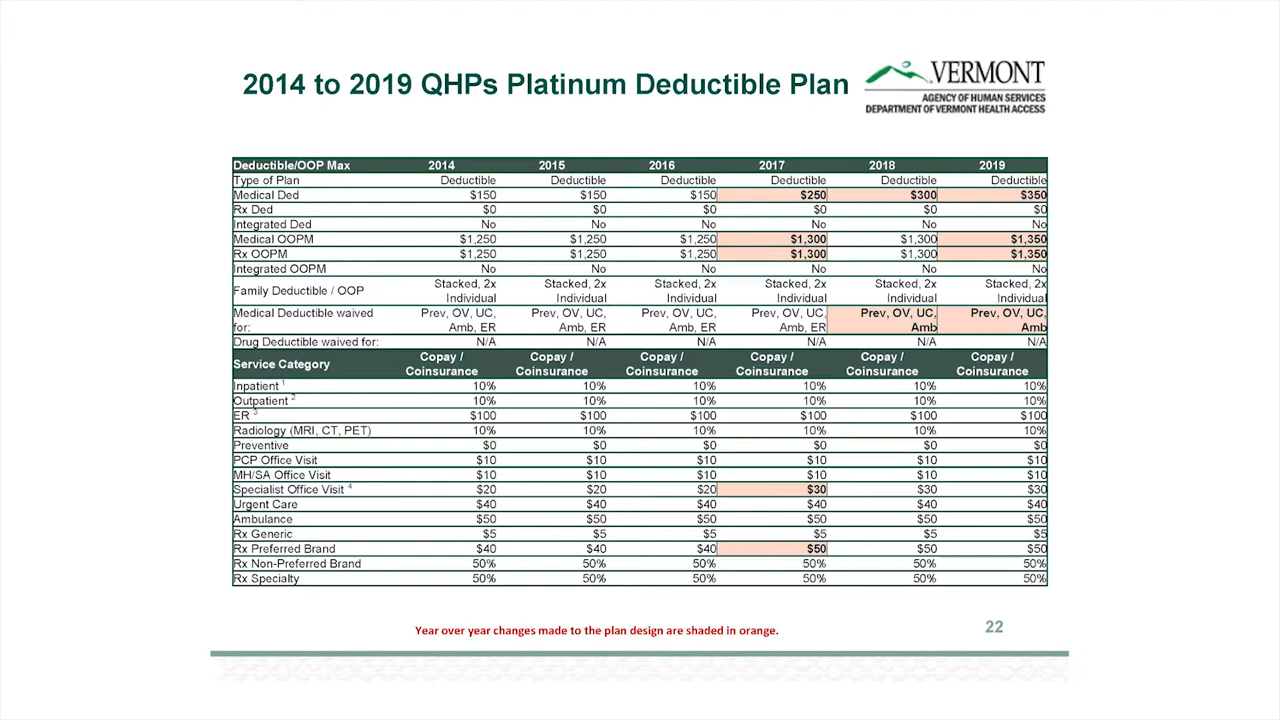 2014 to 2019 QHPs Platinum Deductible Plan
VERMONT
AGENCY OF HUMAN SERVICES
DEPARTMENT OF VERMONT HEALTH ACCESS
Deductible/OOP Max 2014 2015 2016 2017 2018 2019
Type of Plan Deductible Deductible Deductible Deductible Deductible Deductible
Medical Ded $150 $150 $150 $250 $300 $350
Rx Ded $0 $0 $0 $0 $0 $0
Integrated Ded No No No No No No
Medical OOPM $1,250 $1,250 $1,250 $1,300 $1,300 $1,350
Rx OOPM $1,250 $1,250 $1,250 $1,300 $1,300 $1,350
Integrated OOPM No No No No No No
Family Deductible / OOP Stacked, 2x Stacked, 2x Stacked, 2x Stacked, 2x Stacked, 2x Stacked, 2x
Individual Individual Individual Individual Individual Individual
Medical Deductible waived Prev, OV, UC, Prev, OV, UC, Prev, OV, UC, Prev, OV, UC, Prev, OV, UC, Prev, OV, UC,
for: Amb, ER Amb, ER Amb, ER Amb, ER Amb Amb
Drug Deductible waived for: N/A N/A N/A N/A N/A N/A
Service Category Copay / Copay / Copay / Copay / Copay / Copay /
Coinsurance Coinsurance Coinsurance Coinsurance Coinsurance Coinsurance
Inpatient 1 10% 10% 10% 10% 10% 10%
Outpatient 2 10% 10% 10% 10% 10% 10%
ER 3 $100 $100 $100 $100 $100 $100
Radiology (MRI, CT, PET) 10% 10% 10% 10% 10% 10%
Preventive $0 $0 $0 $0 $0 $0
PCP Office Visit $10 $10 $10 $10 $10 $10
MH/SA Office Visit $10 $10 $10 $10 $10 $10
Specialist Office Visit 4 $20 $20 $20 $30 $30 $30
Urgent Care $40 $40 $40 $40 $40 $40
Ambulance $50 $50 $50 $50 $50 $50
Rx Generic $5 $5 $5 $5 $5 $5
Rx Preferred Brand $40 $40 $40 $50 $50 $50
Rx Non-Preferred Brand 50% 50% 50% 50% 50% 50%
Rx Specialty 50% 50% 50% 50% 50% 50%
Year over year changes made to the plan design are shaded in orange.
22